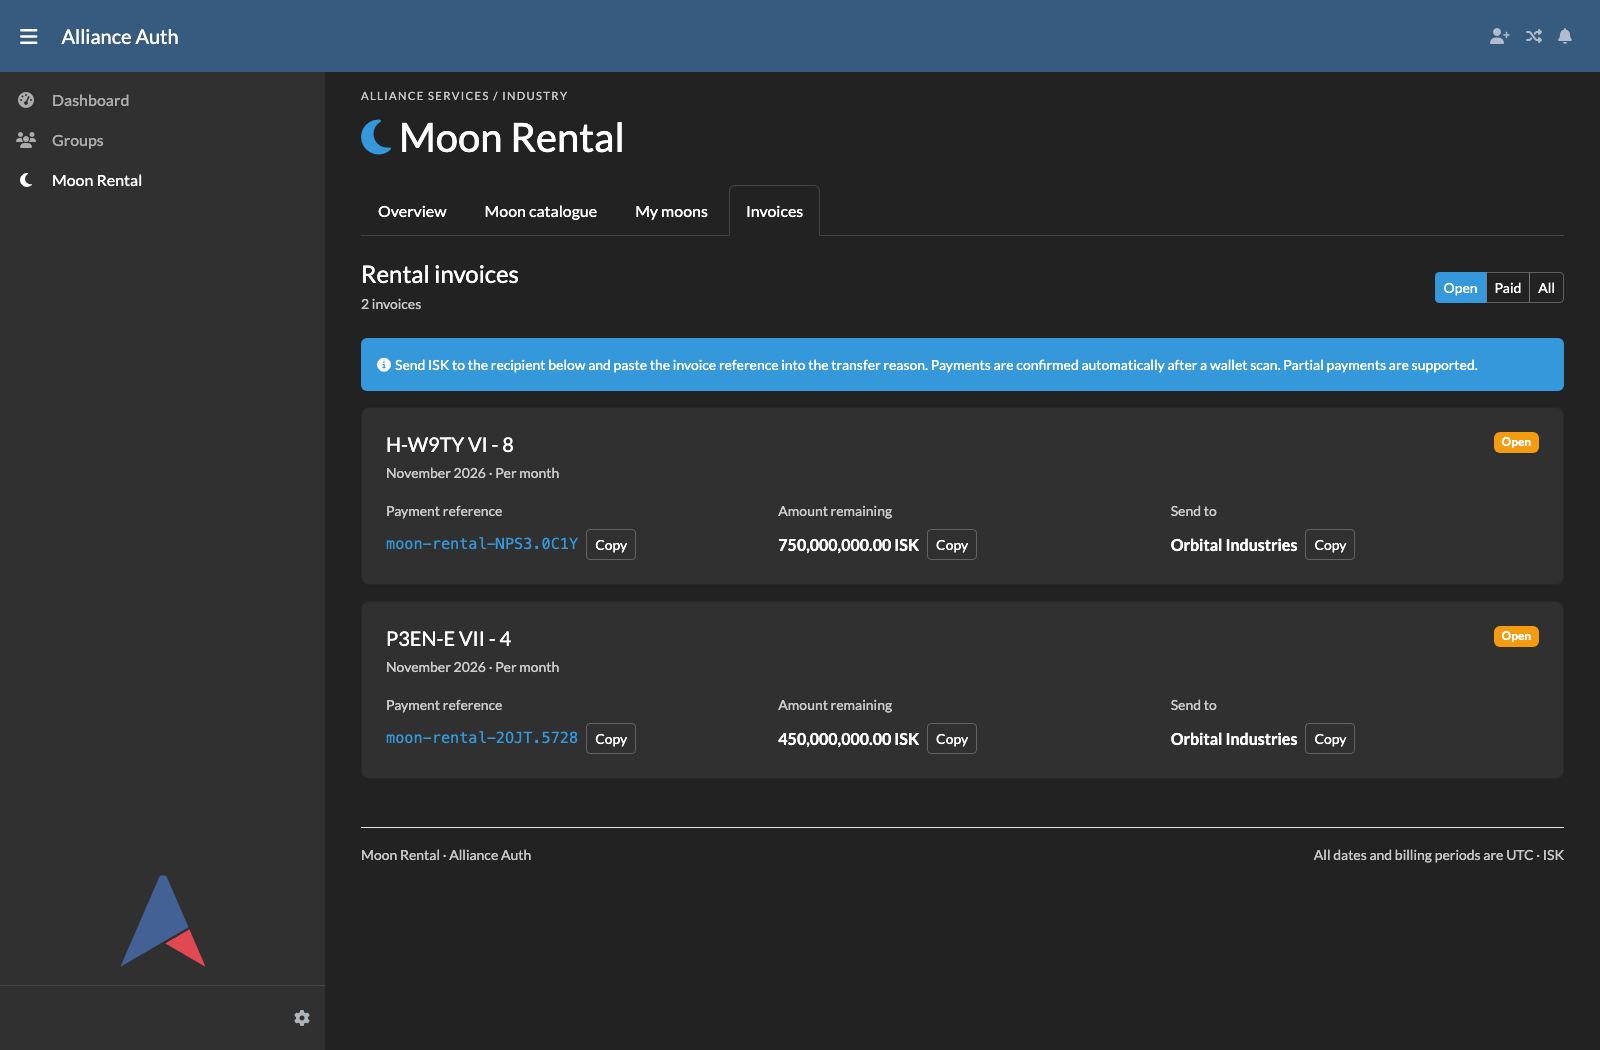 Alliance Auth
Dashboard
Groups
Moon Rental
ALLIANCE SERVICES / INDUSTRY
Moon Rental
Overview Moon catalogue My moons Invoices
Rental invoices
2 invoices
Open Paid All
Send ISK to the recipient below and paste the invoice reference into the transfer reason. Payments are confirmed automatically after a wallet scan. Partial payments are supported.
H-W9TY VI - 8
Open
November 2026 · Per month
Payment reference Amount remaining Send to
moon-rental-NPS3.0C1Y Copy 750,000,000.00 ISK Copy Orbital Industries Copy
P3EN-E VII - 4
Open
November 2026 · Per month
Payment reference Amount remaining Send to
moon-rental-2OJT.5728 Copy 450,000,000.00 ISK Copy Orbital Industries Copy
Moon Rental · Alliance Auth
All dates and billing periods are UTC · ISK